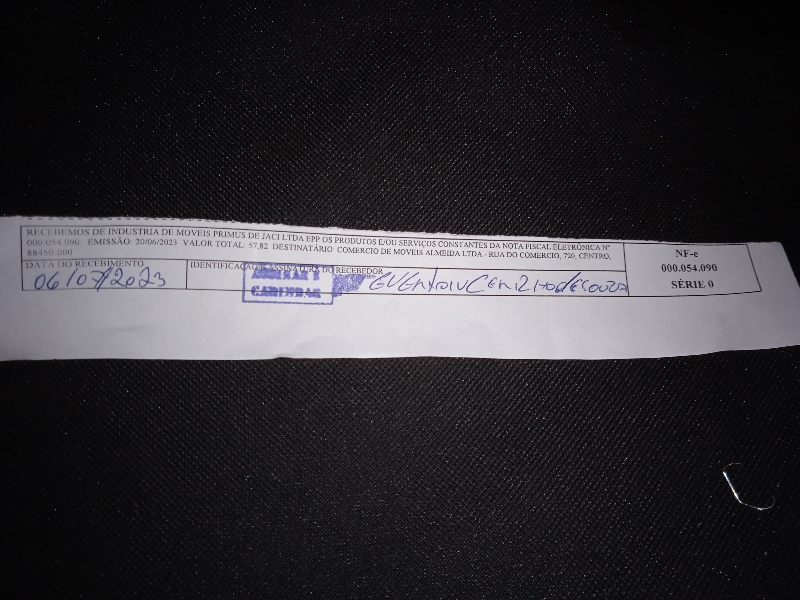 RECEBEMOS DE INDUSTRIA DE MOVEIS PRIMUS DE JACI LTDA EPP OS PRODUTOS E/OU SERVIÇOS CONSTANTES DA NOTA FISCAL ELETRÔNICA Nº
000.054.090. EMISSÃO: 20/06/2023 VALOR TOTAL: 57,82 DESTINATÁRIO: COMERCIO DE MOVEIS ALMEIDA LTDA - RUA DO COMERCIO, 720, CENTRO,
88450-000
DATA DO RECEBIMENTO
06/07/2023
IDENTIFICAÇÃO E ASSINATURA DO RECEBEDOR
NF-e
000.054.090
SÉRIE 0